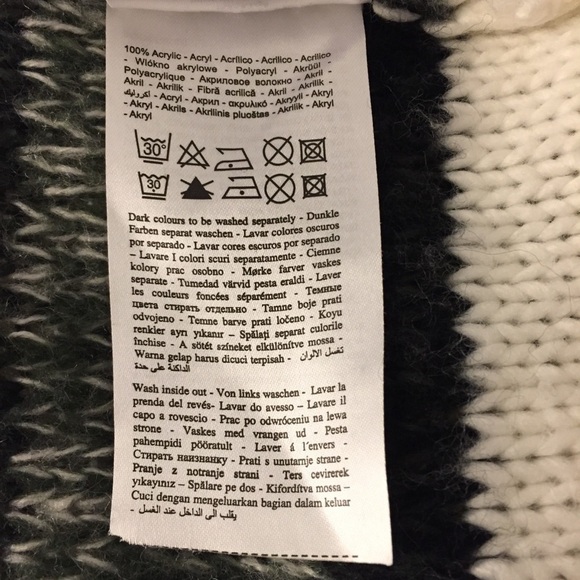 100% Acrylic - Acryl - Acrílico - Acrilico - Acrilico
- Włókno akrylowe - Polyacryl - Akrüül -
Polyacrylique - Акриловое волокно - Akril -
Akril - Akrilik - Fibră acrilică - Akril - Akrilik -
أكريليك - Acryl - Акрил - ακρυλικό - Akryyli - Akryl
- Akryl - Akrils - Akrilinis pluoštas - Akrilik - Akryl
- Akryl
30°
30°
Dark colours to be washed separately - Dunkle
Farben separat waschen - Lavar colores oscuros
por separado - Lavar cores escuros por separado
– Lavare I colori scuri separatamente - Ciemne
kolory prac osobno - Mørke farver vaskes
separate - Tumedad värvid pesta eraldi - Laver
les couleurs foncées séparément - Темные
цвета стирать отдельно - Tamne boje prati
odvojeno - Temne barve prati ločeno - Koyu
renkler ayrı yıkanır – Spălaţi separat culorile
închise - A sötét színeket elkülönítve mossa -
Warna gelap harus dicuci terpisah - تغسل الالوان
الداكنة على حدة
Wash inside out - Von links waschen - Lavar la
prenda del revés- Lavar do avesso – Lavare il
capo a rovescio - Prac po odwróceniu na lewa
strone - Vaskes med vrangen ud - Pesta
pahempidi pööratult - Laver á l'envers -
Стирать наизнанку - Prati s unutarnje strane -
Pranje z notranje strani - Ters cevirerek
yıkayınız – Spălare pe dos - Kifordítva mossa –
Cuci dengan mengeluarkan bagian dalam keluar
- يقلب الى الداخل عند الغسل